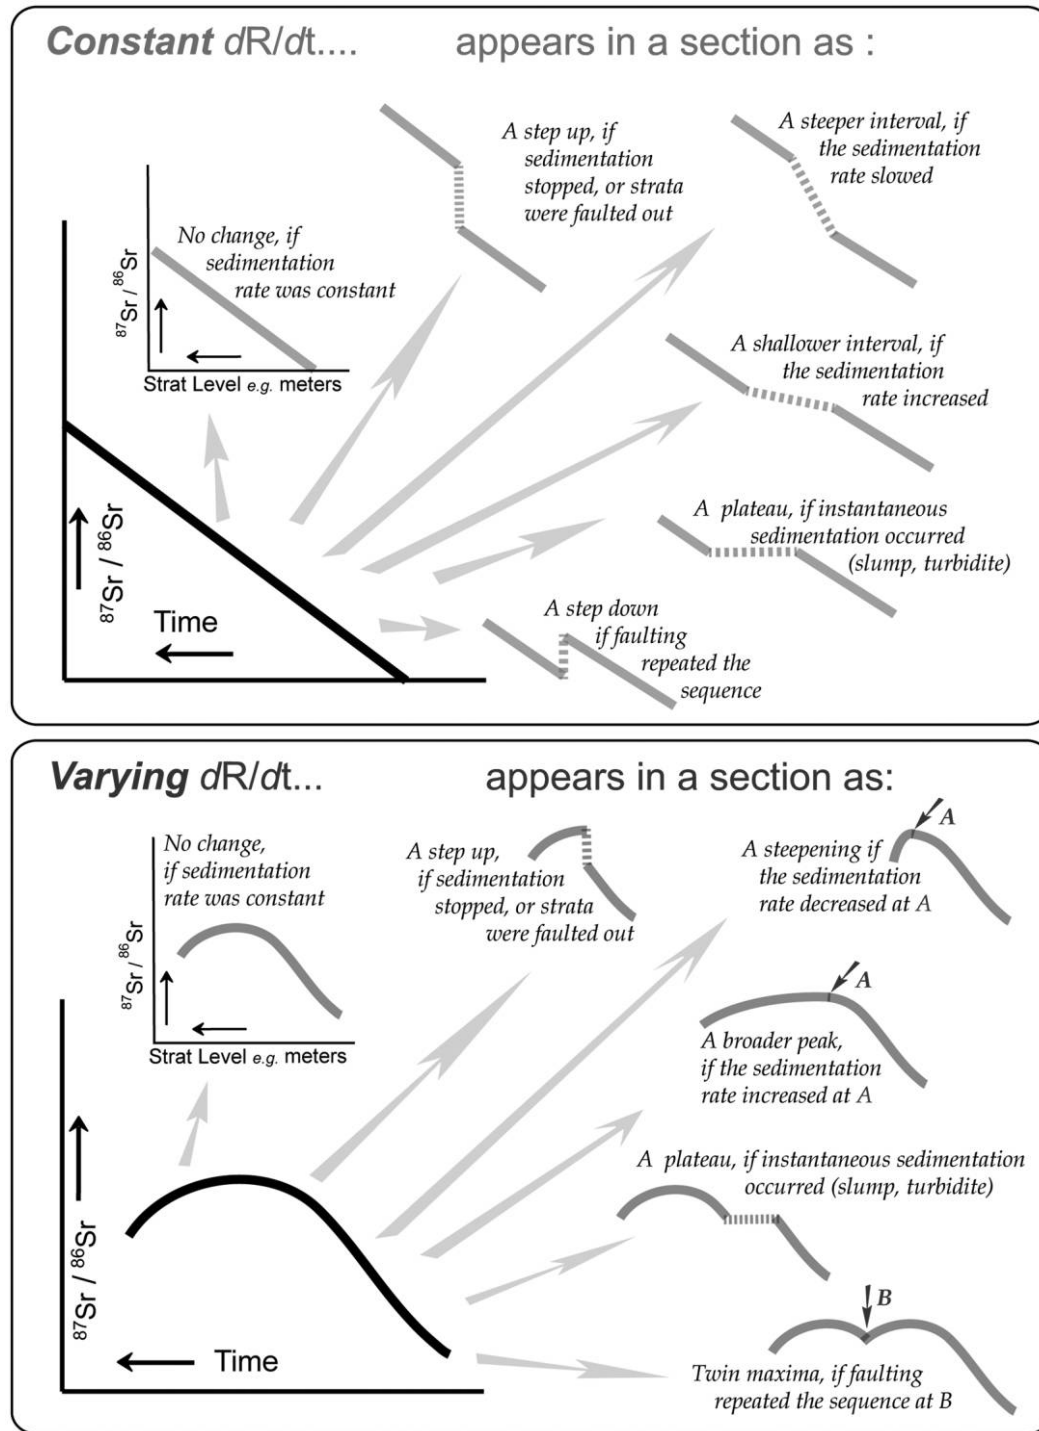 Constant dR/dt.... appears in a section as :
A step up, if
sedimentation
stopped, or strata
were faulted out
A steeper interval, if
the sedimentation
rate slowed
No change, if
sedimentation
rate was constant
87Sr / 86Sr
Strat Level e.g. meters
A shallower interval, if
the sedimentation
rate increased
A plateau, if instantaneous
sedimentation occurred
(slump, turbidite)
87Sr / 86Sr
Time
A step down
if faulting
repeated the
sequence
Varying dR/dt... appears in a section as:
No change,
if sedimentation
rate was constant
87Sr / 86Sr
Strat Level e.g. meters
A step up,
if sedimentation
stopped, or strata
were faulted out
A
A steepening if
the sedimentation
rate decreased at A
A
A broader peak,
if the sedimentation
rate increased at A
A plateau, if instantaneous sedimentation
occurred (slump, turbidite)
87Sr / 86Sr
Time
B
Twin maxima, if faulting
repeated the sequence at B